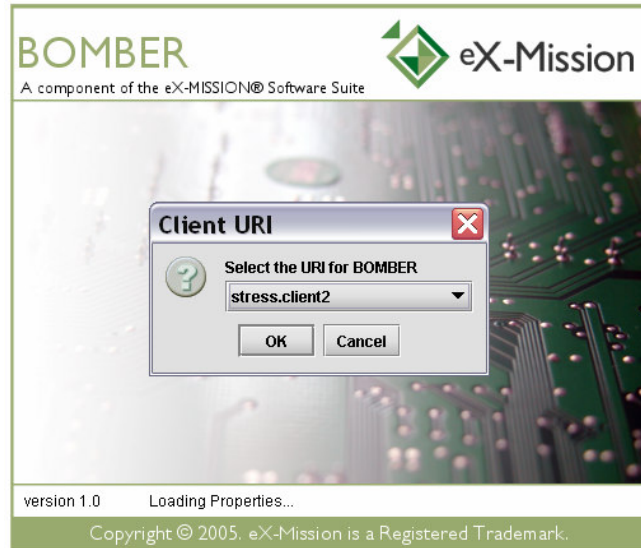 BOMBER
eX-Mission
A component of the eX-MISSION® Software Suite
Client URI
Select the URI for BOMBER
stress.client2
OK Cancel
version 1.0 Loading Properties...
Copyright © 2005. eX-Mission is a Registered Trademark.